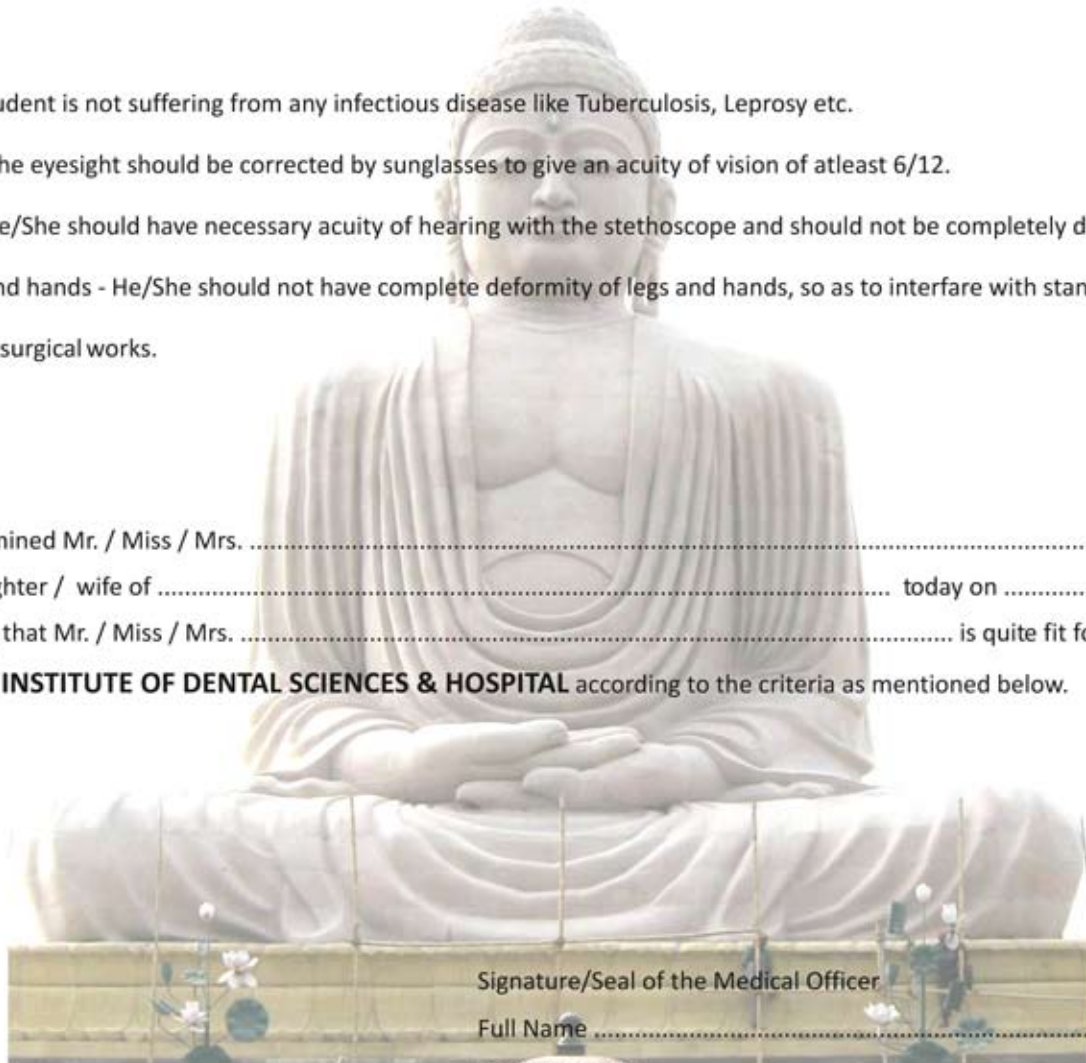 udent is not suffering from any infectious disease like Tuberculosis, Leprosy etc.
he eyesight should be corrected by sunglasses to give an acuity of vision of atleast 6/12.
e/She should have necessary acuity of hearing with the stethoscope and should not be completely d
nd hands - He/She should not have complete deformity of legs and hands, so as to interfare with stan
surgical works.
mined Mr. / Miss / Mrs. ....................
ghter / wife of .................... today on .............
that Mr. / Miss / Mrs. .................... is quite fit fo
INSTITUTE OF DENTAL SCIENCES & HOSPITAL according to the criteria as mentioned below.
Signature/Seal of the Medical Officer
Full Name ....................